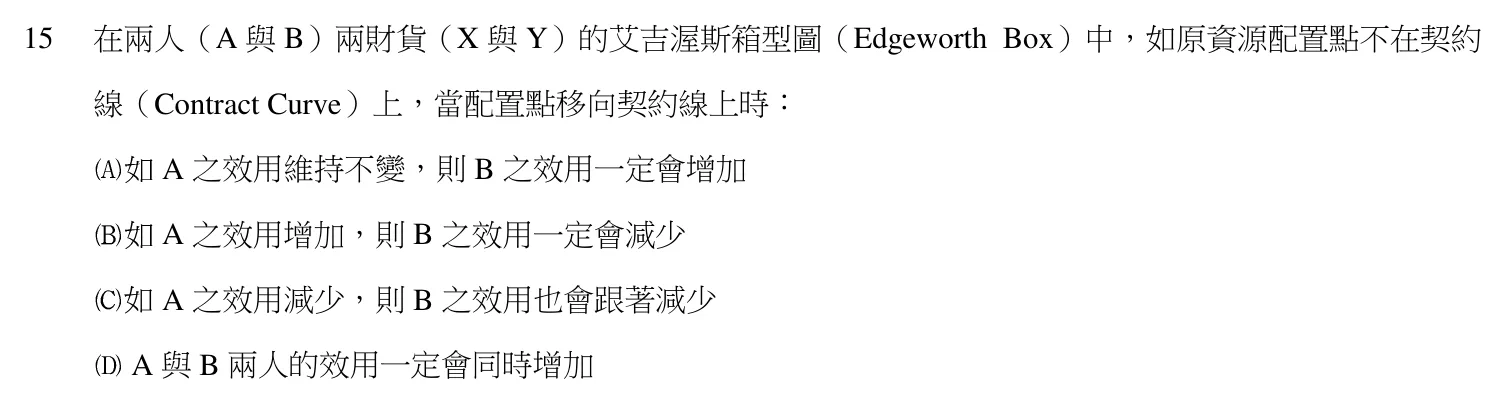 15 在兩人（A 與 B）兩財貨（X 與 Y）的艾吉渥斯箱型圖（Edgeworth Box）中，如原資源配置點不在契約
線（Contract Curve）上，當配置點移向契約線上時：
⑷如 A 之效用維持不變，則 B 之效用一定會增加
⑸如 A 之效用增加，則 B 之效用一定會減少
⑹如 A 之效用減少，則 B 之效用也會跟著減少
⑺ A 與 B 兩人的效用一定會同時增加